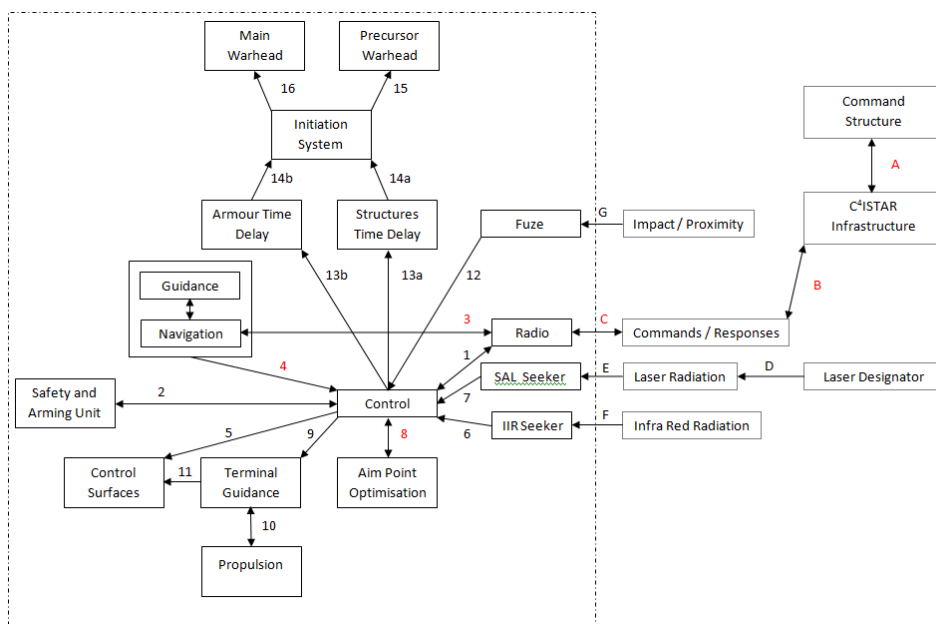 Main
Warhead
Precursor
Warhead
16
15
Initiation
System
Command
Structure
A
14b
14a
Armour Time
Delay
Structures
Time Delay
Fuze
G
Impact / Proximity
C⁴ISTAR
Infrastructure
13b
13a
12
B
Guidance
Navigation
3
Radio
C
Commands / Responses
4
1
SAL Seeker
E
Laser Radiation
D
Laser Designator
7
Safety and
Arming Unit
2
Control
6
IIR Seeker
F
Infra Red Radiation
5
9
8
Control
Surfaces
11
Terminal
Guidance
Aim Point
Optimisation
10
Propulsion